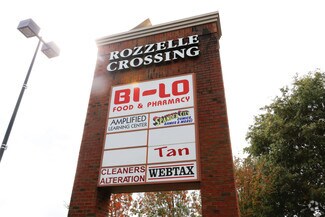 ROZZELLE
CROSSING
BI-LO
FOOD & PHARMACY
AMPLIFIED
LEARNING CENTER
Tan
CLEANERS
ALTERATION
WEBTAX